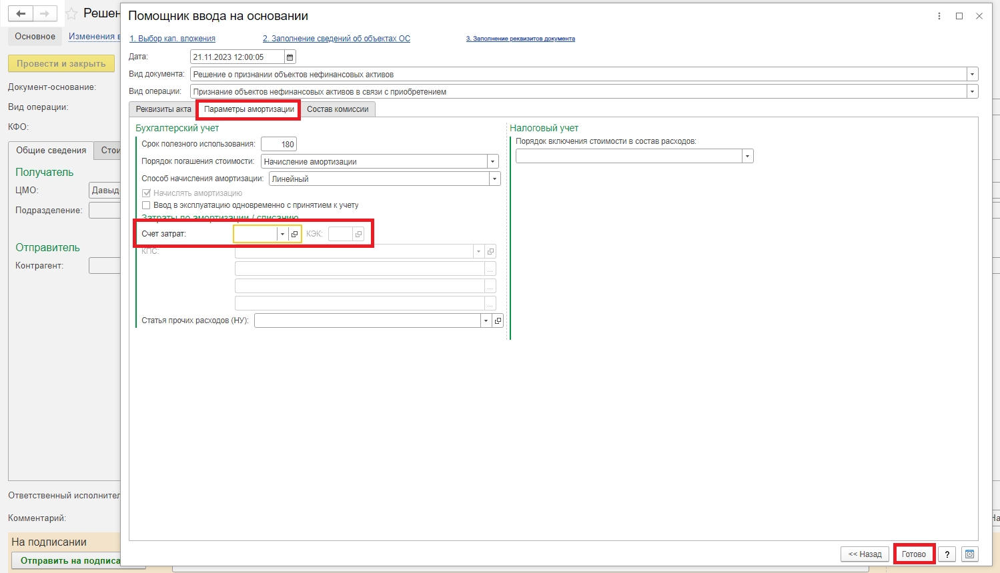 Решен
Основное
Изменения в
Провести и закрыть
Документ-основание:
Вид операции:
КФО:
Общие сведения
Стои
Получатель
ЦМО:
Давыд
Подразделение:
Отправитель
Контрагент:
Ответственный исполнител
Комментарий:
На подписании
Отправить на подписа
Помощник ввода на основании
1. Выбор кап. вложения
2. Заполнение сведений об объектах ОС
3. Заполнение реквизитов документа
Дата:
21.11.2023 12:00:05
Вид документа:
Решение о признании объектов нефинансовых активов
Вид операции:
Признание объектов нефинансовых активов в связи с приобретением
Реквизиты акта
Параметры амортизации
Состав комиссии
Бухгалтерский учет
Срок полезного использования:
180
Порядок погашения стоимости:
Начисление амортизации
Способ начисления амортизации:
Линейный
Начислять амортизацию
Ввод в эксплуатацию одновременно с принятием к учету
Затраты по амортизации / списанию
Счет затрат:
КЭК:
КПС:
...
...
...
Статья прочих расходов (НУ):
Налоговый учет
Порядок включения стоимости в состав расходов:
<< Назад
Готово
?
На